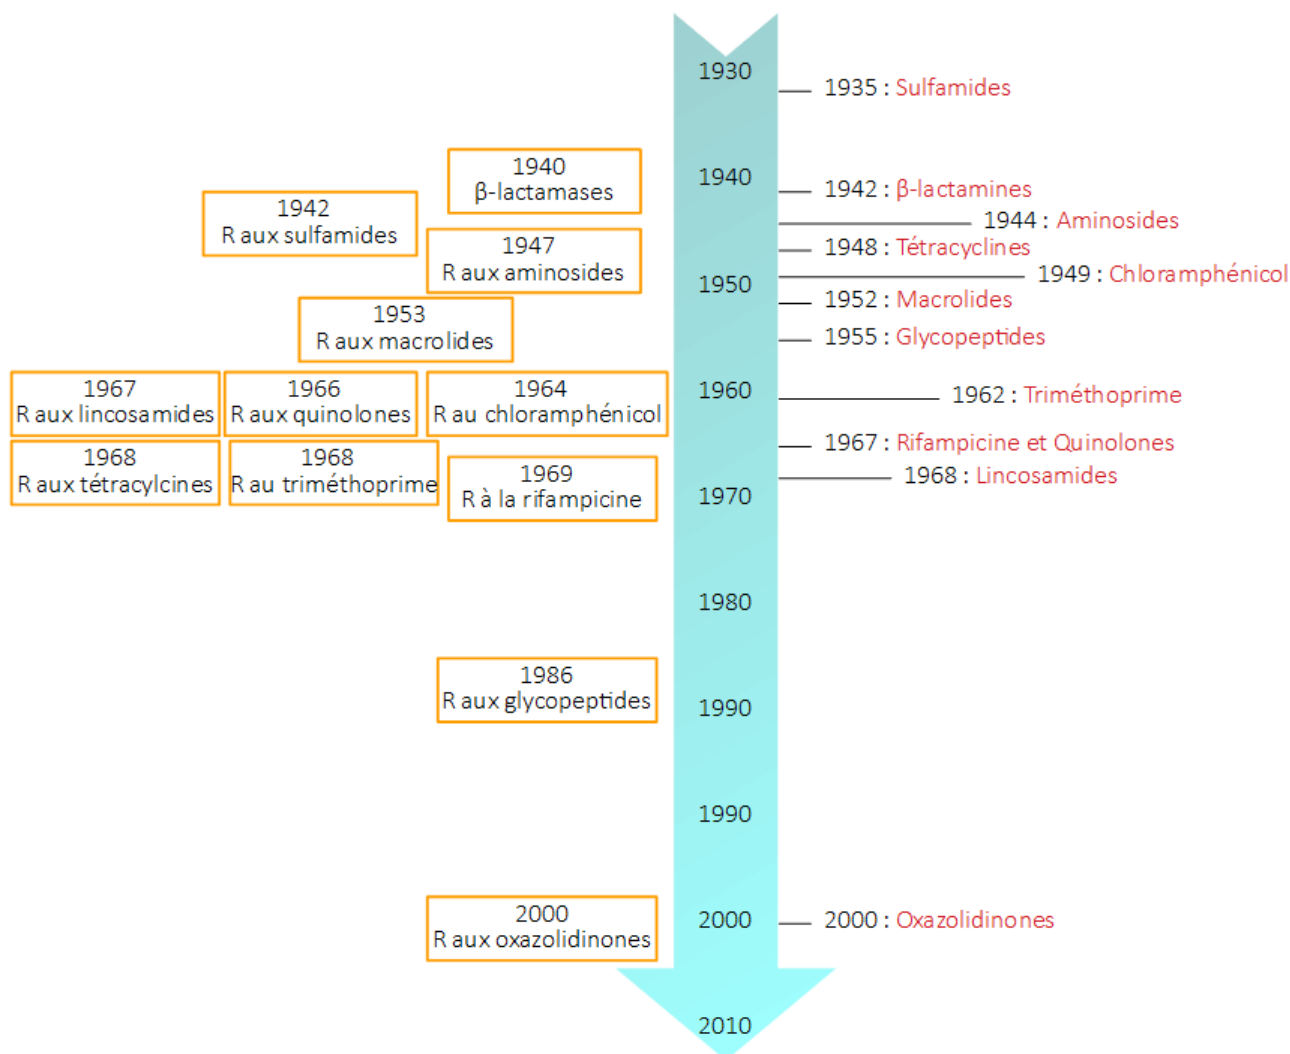 1930
1935 : Sulfamides
1940
β-lactamases
1940
1942 : β-lactamines
1942
R aux sulfamides
1944 : Aminosides
1947
R aux aminosides
1948 : Tétracyclines
1949 : Chloramphénicol
1950
1952 : Macrolides
1953
R aux macrolides
1955 : Glycopeptides
1967
R aux lincosamides
1966
R aux quinolones
1964
R au chloramphénicol
1960
1962 : Triméthoprime
1967 : Rifampicine et Quinolones
1968
R aux tétracylcines
1968
R au triméthoprime
1969
R à la rifampicine
1968 : Lincosamides
1970
1980
1986
R aux glycopeptides
1990
1990
2000
R aux oxazolidinones
2000
2000 : Oxazolidinones
2010